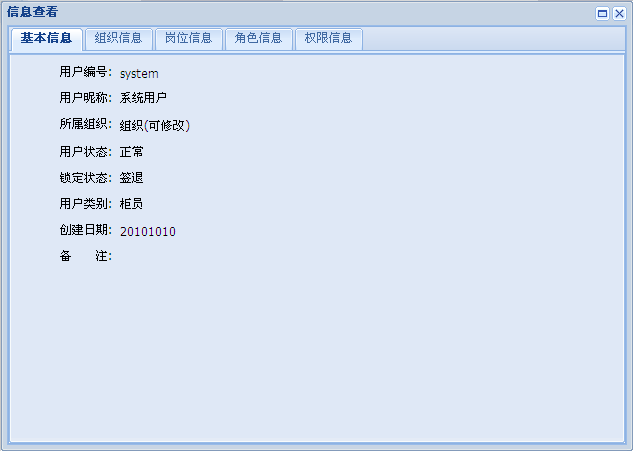 信息查看
基本信息 组织信息 岗位信息 角色信息 权限信息
用户编号: system
用户昵称: 系统用户
所属组织: 组织(可修改)
用户状态: 正常
锁定状态: 签退
用户类别: 柜员
创建日期: 20101010
备 注: